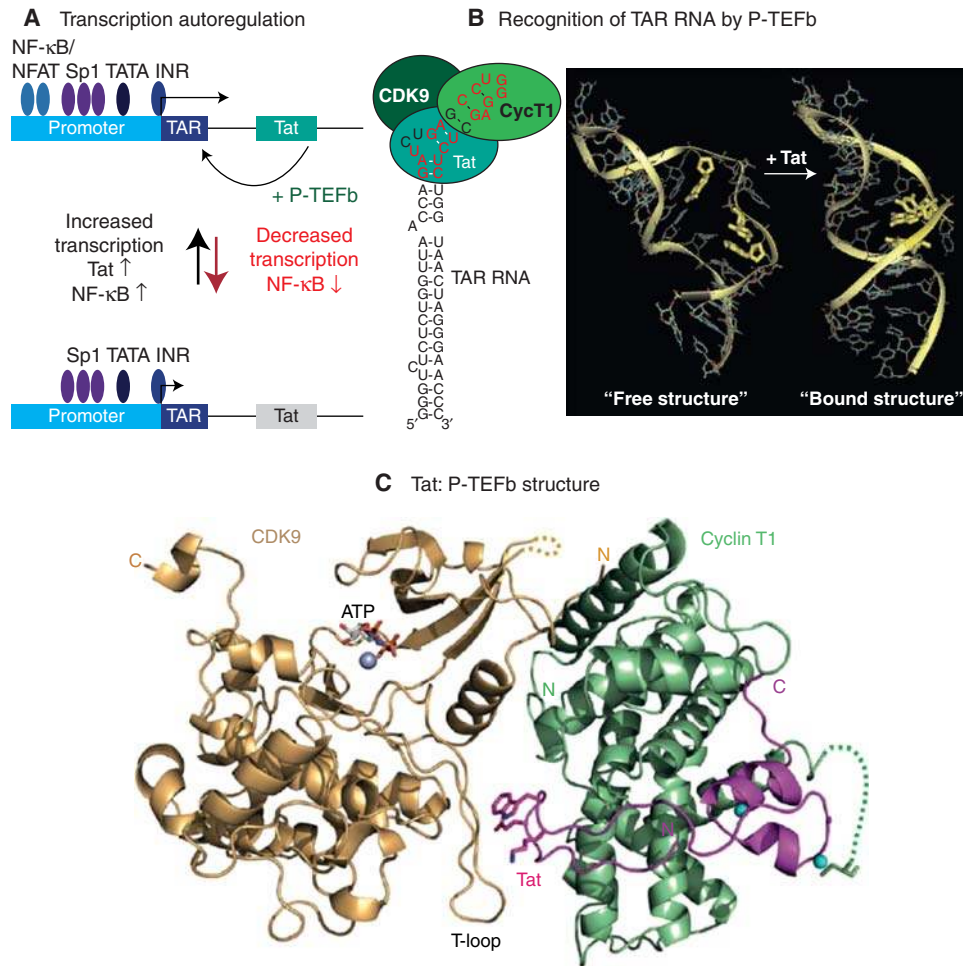 A Transcription autoregulation
NF-κB/
NFAT Sp1 TATA INR
Promoter TAR Tat
+ P-TEFb
Increased
transcription
Tat ↑
NF-κB ↑
Decreased
transcription
NF-κB ↓
Sp1 TATA INR
Promoter TAR Tat
CDK9
CycT1
Tat
A-U
C-G
C-G
A
A-U
U-A
U-A
G-C
G-U
U-A
C-G
U-G
C-G
U-A
C
U-A
G-C
G-C
G-C
5′ 3′
TAR RNA
B Recognition of TAR RNA by P-TEFb
+ Tat
“Free structure” “Bound structure”
C Tat: P-TEFb structure
CDK9
C
ATP
N
Cyclin T1
N
C
N
Tat
T-loop